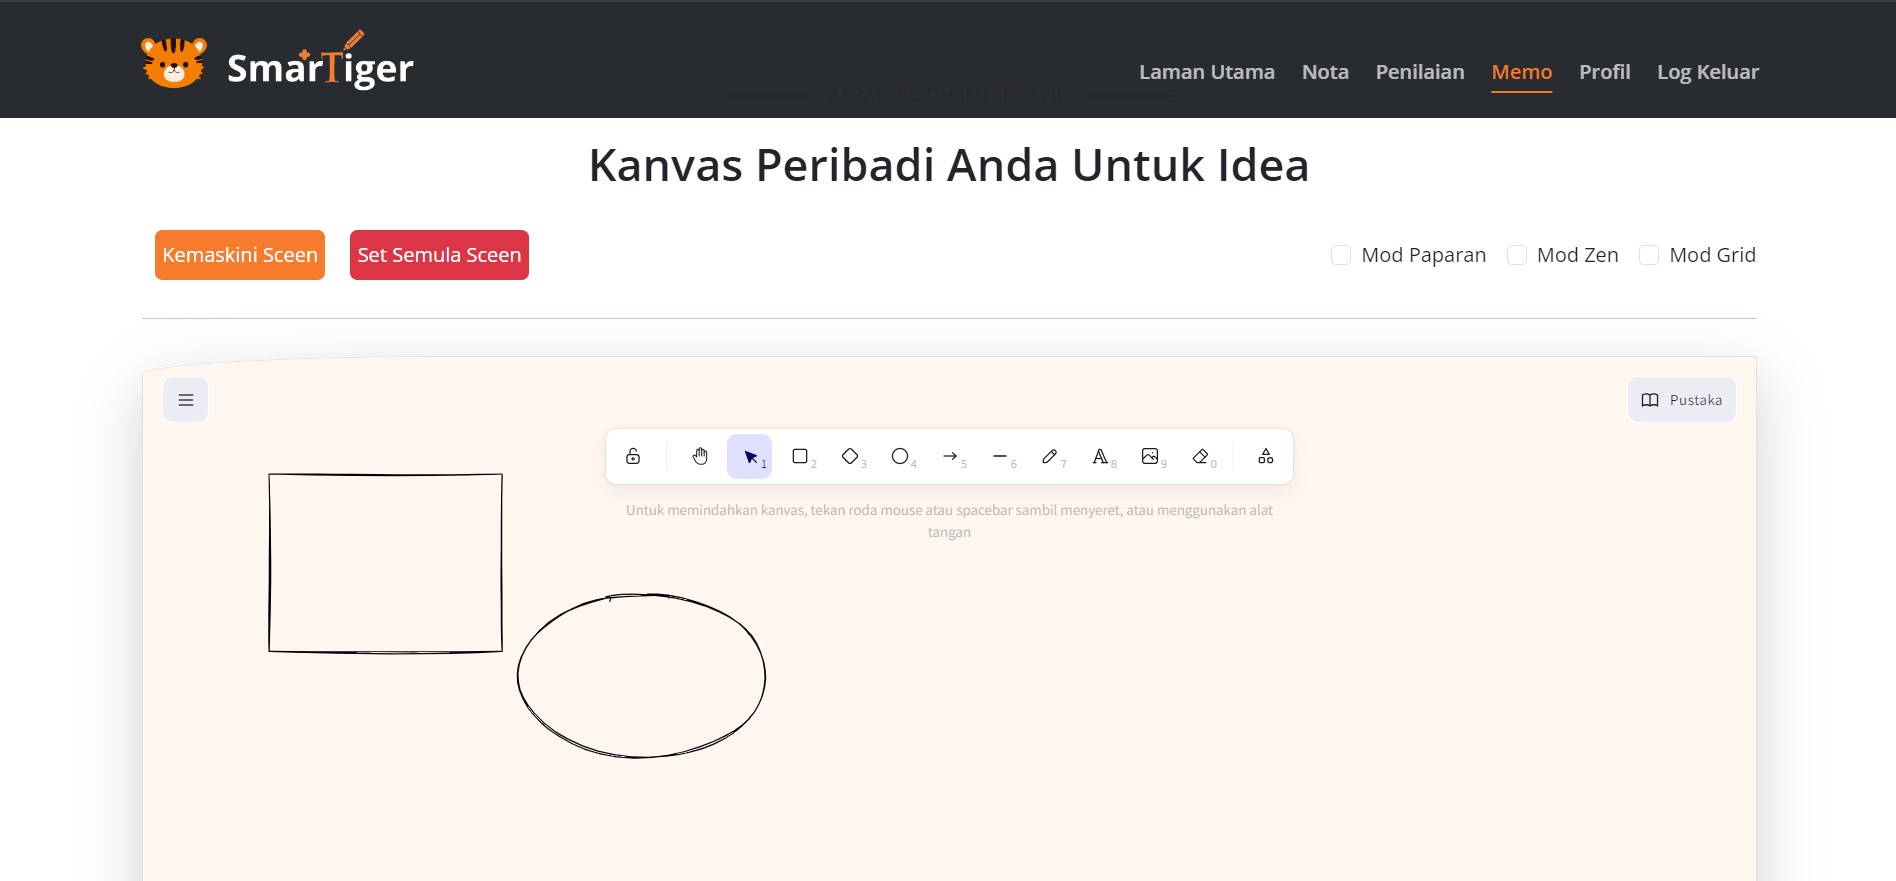 SmarTiger
Laman Utama
Nota
Penilaian
Memo
Profil
Log Keluar
PAPAN PUTIH INTERAKTIF
Kanvas Peribadi Anda Untuk Idea
Kemaskini Sceen
Set Semula Sceen
Mod Paparan
Mod Zen
Mod Grid
Pustaka
1
2
3
4
5
6
7
8
9
0
Untuk memindahkan kanvas, tekan roda mouse atau spacebar sambil menyeret, atau menggunakan alat
tangan